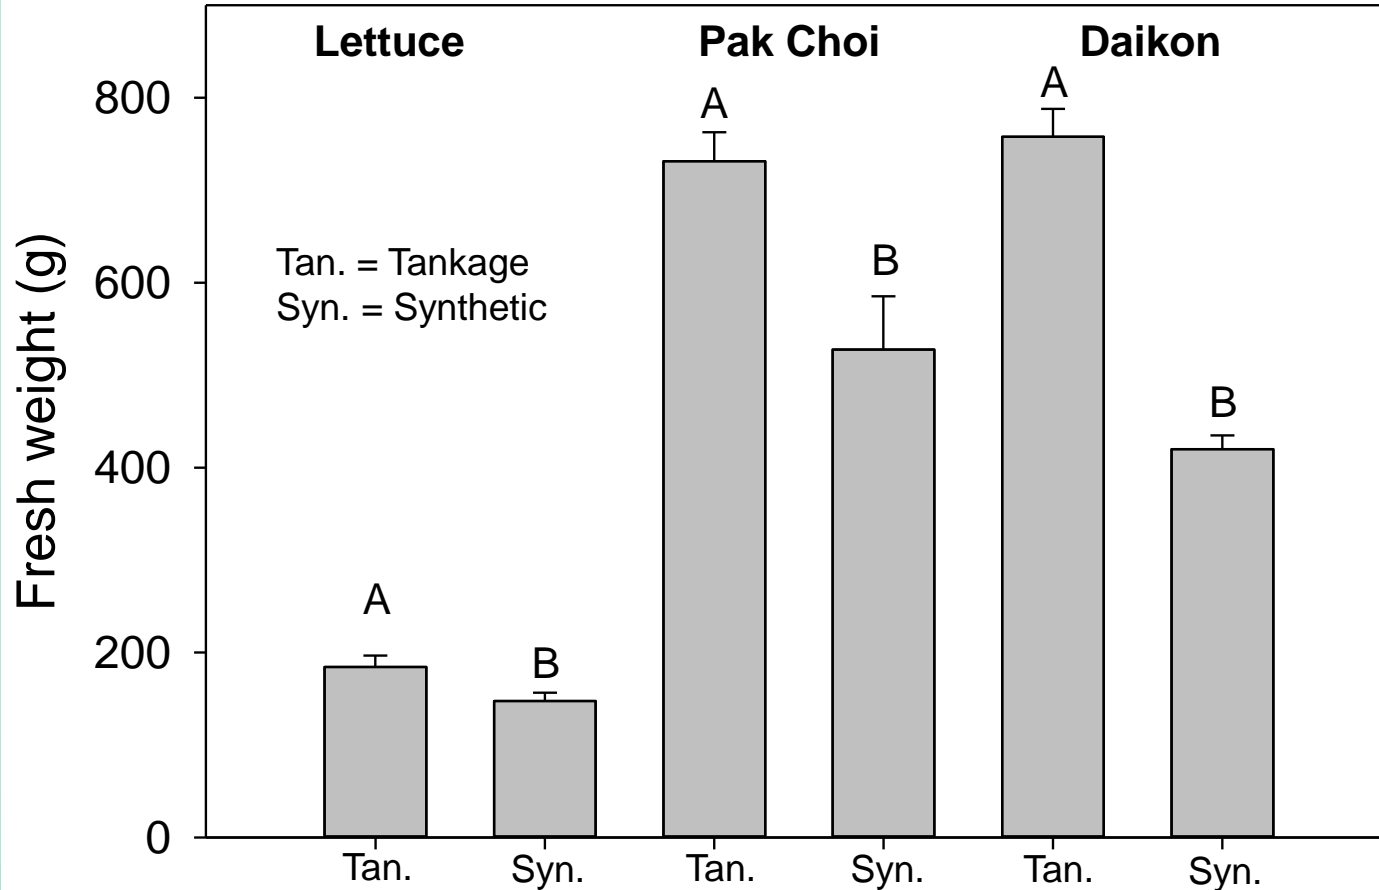 Lettuce Pak Choi Daikon
Fresh weight (g)
800
600
400
200
0
Tan. = Tankage
Syn. = Synthetic
A
B
A
B
A
B
Tan. Syn. Tan. Syn. Tan. Syn.